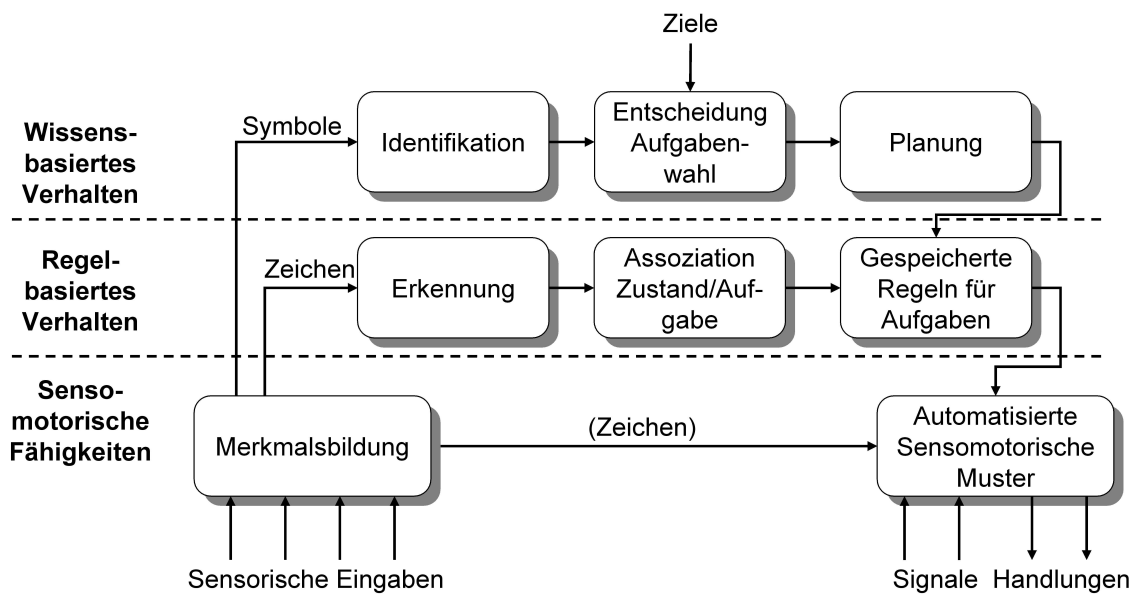 Ziele
Wissens-
basiertes
Verhalten
Symbole
Identifikation
Entscheidung
Aufgaben-
wahl
Planung
Regel-
basiertes
Verhalten
Zeichen
Erkennung
Assoziation
Zustand/Auf-
gabe
Gespeicherte
Regeln für
Aufgaben
Senso-
motorische
Fähigkeiten
Merkmalsbildung
(Zeichen)
Automatisierte
Sensomotorische
Muster
Sensorische Eingaben
Signale
Handlungen